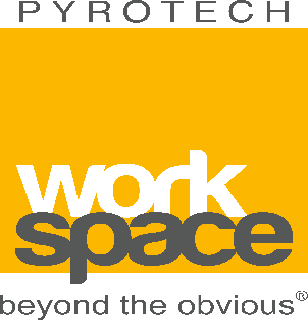 PYROTECH
work
space
beyond the obvious®